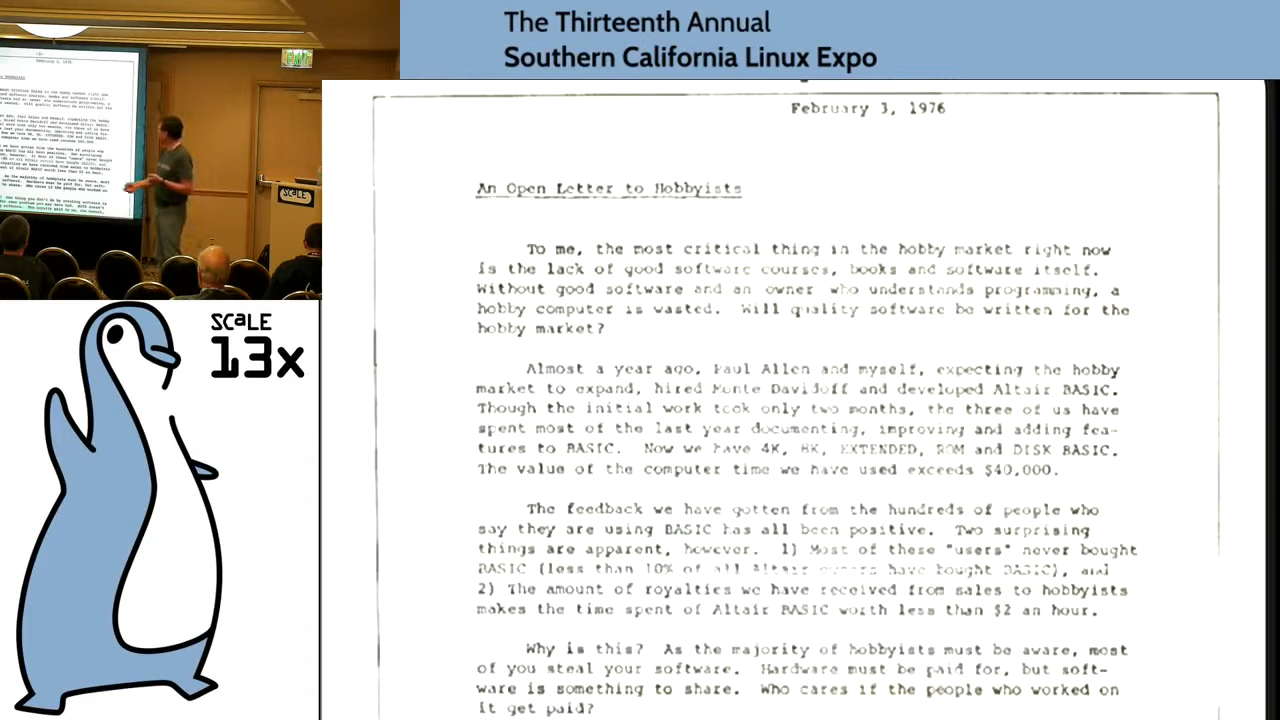 The Thirteenth Annual
Southern California Linux Expo
EXIT
SCALE
SCALE
13x
February 3, 1976
An Open Letter to Hobbyists
To me, the most critical thing in the hobby market right now
is the lack of good software courses, books and software itself.
Without good software and an owner who understands programming, a
hobby computer is wasted. Will quality software be written for the
hobby market?
Almost a year ago, Paul Allen and myself, expecting the hobby
market to expand, hired Monte Davidoff and developed Altair BASIC.
Though the initial work took only two months, the three of us have
spent most of the last year documenting, improving and adding fea-
tures to BASIC. Now we have 4K, 8K, EXTENDED, ROM and DISK BASIC.
The value of the computer time we have used exceeds $40,000.
The feedback we have gotten from the hundreds of people who
say they are using BASIC has all been positive. Two surprising
things are apparent, however. 1) Most of these "users" never bought
BASIC (less than 10% of all Altair owners have bought BASIC), and
2) The amount of royalties we have received from sales to hobbyists
makes the time spent of Altair BASIC worth less than $2 an hour.
Why is this? As the majority of hobbyists must be aware, most
of you steal your software. Hardware must be paid for, but soft-
ware is something to share. Who cares if the people who worked on
it get paid?